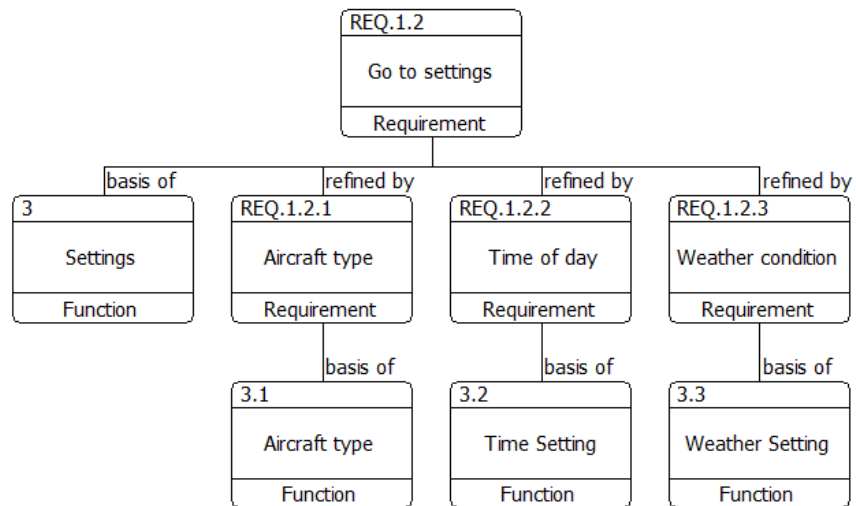 REQ.1.2
Go to settings
Requirement
basis of
refined by
refined by
refined by
3
REQ.1.2.1
REQ.1.2.2
REQ.1.2.3
Settings
Aircraft type
Time of day
Weather condition
Function
Requirement
Requirement
Requirement
basis of
basis of
basis of
3.1
3.2
3.3
Aircraft type
Time Setting
Weather Setting
Function
Function
Function